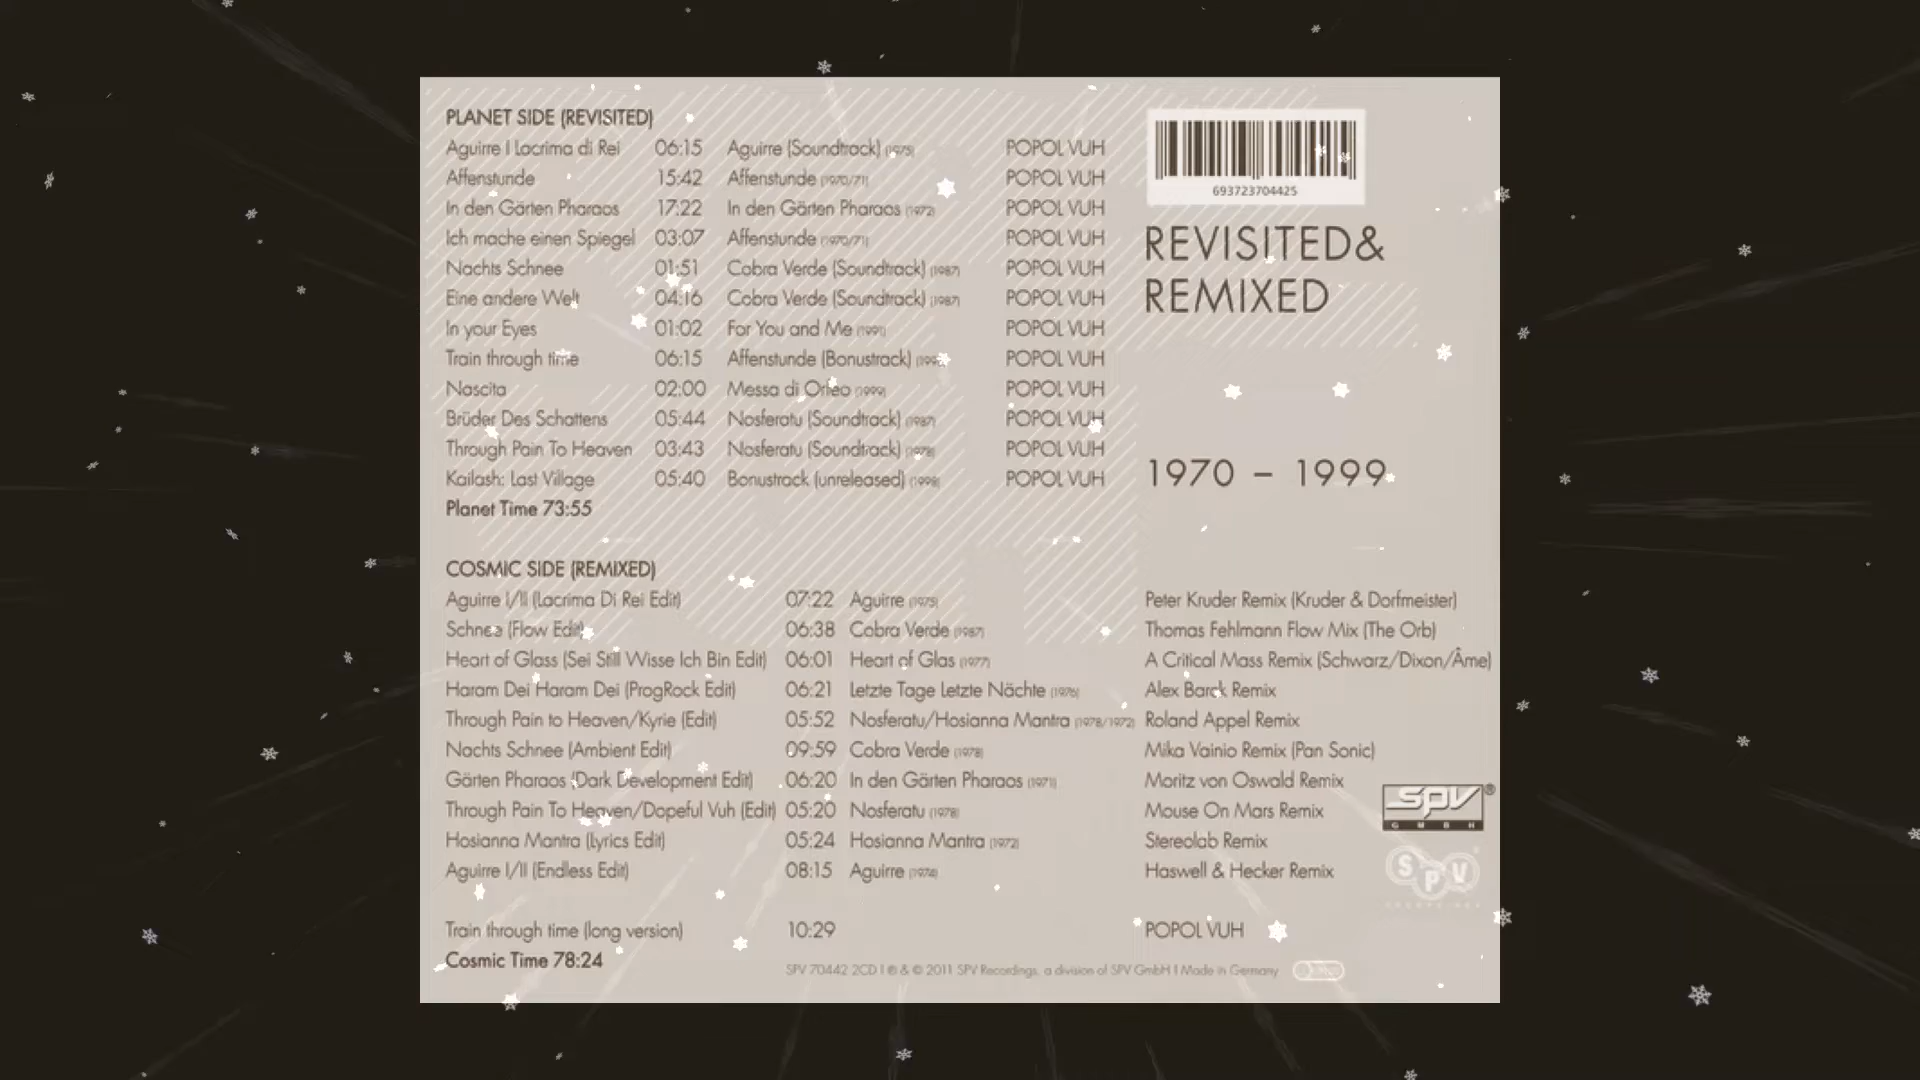 PLANET SIDE (REVISITED)
Aguirre I Lacrima di Rei 06:15 Aguirre (Soundtrack) (1975) POPOL VUH
Affenstunde 15:42 Affenstunde (1970/71) POPOL VUH
In den Gärten Pharaos 17:22 In den Gärten Pharaos (1972) POPOL VUH
Ich mache einen Spiegel 03:07 Affenstunde (1970/71) POPOL VUH
Nachts Schnee 01:51 Cobra Verde (Soundtrack) (1987) POPOL VUH
Eine andere Welt 04:16 Cobra Verde (Soundtrack) (1987) POPOL VUH
In your Eyes 01:02 For You and Me (1991) POPOL VUH
Train through time 06:15 Affenstunde (Bonustrack) POPOL VUH
Nascita 02:00 Messa di Orfeo (1999) POPOL VUH
Brüder Des Schattens 05:44 Nosferatu (Soundtrack) (1987) POPOL VUH
Through Pain To Heaven 03:43 Nosferatu (Soundtrack) (1978) POPOL VUH
Kailash: Last Village 05:40 Bonustrack (unreleased) (1998) POPOL VUH
Planet Time 73:55
693723704425
REVISITED&
REMIXED
1970 – 1999
COSMIC SIDE (REMIXED)
Aguirre I/II (Lacrima Di Rei Edit) 07:22 Aguirre (1975) Peter Kruder Remix (Kruder & Dorfmeister)
Schnee (Flow Edit) 06:38 Cobra Verde (1987) Thomas Fehlmann Flow Mix (The Orb)
Heart of Glass (Sei Still Wisse Ich Bin Edit) 06:01 Heart of Glas (1977) A Critical Mass Remix (Schwarz/Dixon/Âme)
Haram Dei Haram Dei (ProgRock Edit) 06:21 Letzte Tage Letzte Nächte (1976) Alex Barck Remix
Through Pain to Heaven/Kyrie (Edit) 05:52 Nosferatu/Hosianna Mantra (1978/1972) Roland Appel Remix
Nachts Schnee (Ambient Edit) 09:59 Cobra Verde (1978) Mika Vainio Remix (Pan Sonic)
Gärten Pharaos (Dark Development Edit) 06:20 In den Gärten Pharaos (1971) Moritz von Oswald Remix
Through Pain To Heaven/Dopeful Vuh (Edit) 05:20 Nosferatu (1978) Mouse On Mars Remix
Hosianna Mantra (Lyrics Edit) 05:24 Hosianna Mantra (1972) Stereolab Remix
Aguirre I/II (Endless Edit) 08:15 Aguirre (1974) Haswell & Hecker Remix
spv ®
GMBH
SPV
Train through time (long version) 10:29 POPOL VUH
Cosmic Time 78:24
SPV 70442 2CD I ℗ & © 2011 SPV Recordings, a division of SPV GmbH I Made in Germany